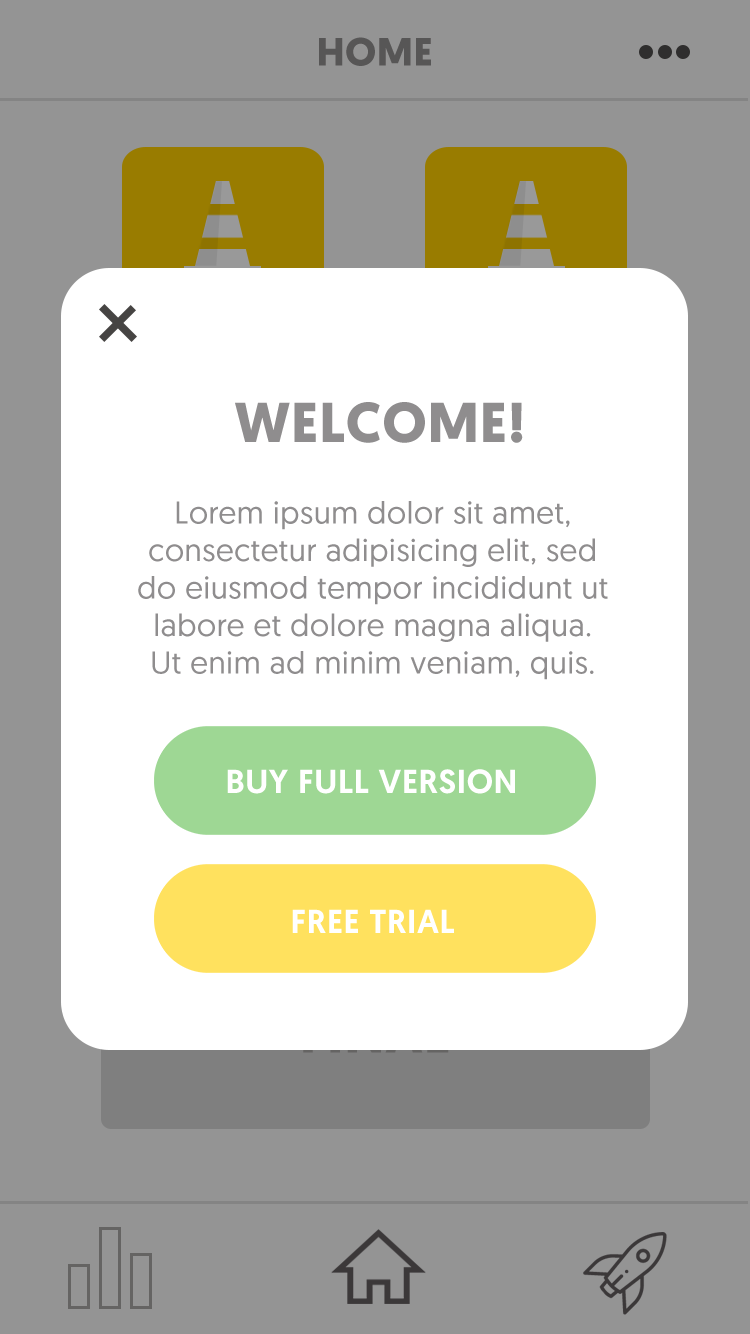 HOME
WELCOME!
Lorem ipsum dolor sit amet,
consectetur adipisicing elit, sed
do eiusmod tempor incididunt ut
labore et dolore magna aliqua.
Ut enim ad minim veniam, quis.
BUY FULL VERSION
FREE TRIAL